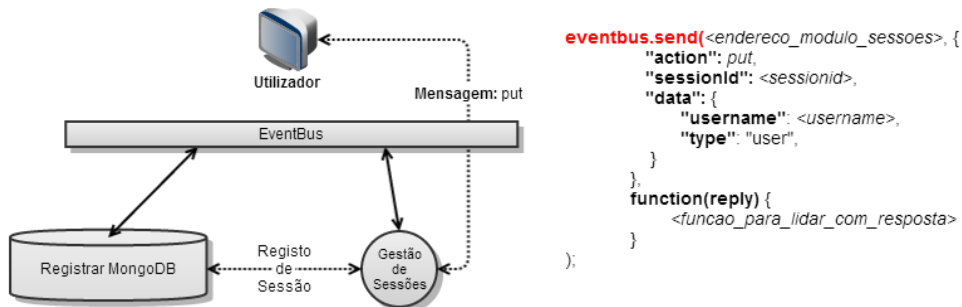 Utilizador
Mensagem: put
EventBus
Registrar MongoDB
Registo
de
Sessão
Gestão
de
Sessões
eventbus.send(<endereco_modulo_sessoes>, {
"action": put,
"sessionId": <sessionid>,
"data": {
"username": <username>,
"type": "user",
}
},
function(reply) {
<funcao_para_lidar_com_resposta>
}
);